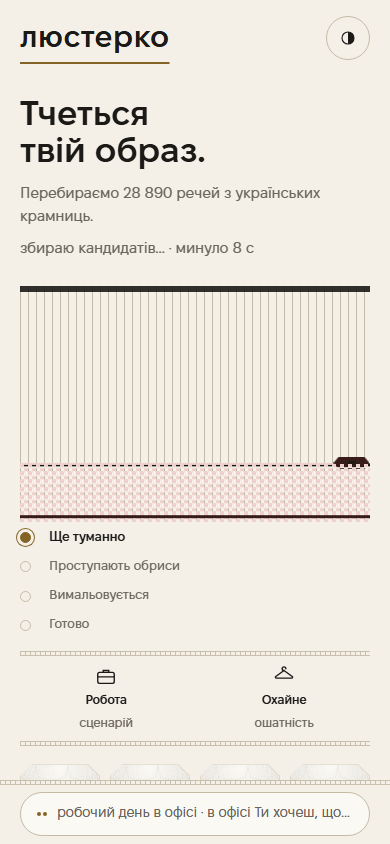 люстерко
Тчеться
твій образ.
Перебираємо 28 890 речей з українських
крамниць.
збираю кандидатів... · минуло 8 с
Ще туманно
Проступають обриси
Вимальовується
Готово
Робота
Охайне
сценарій
ошатність
робочий день в офісі · в офісі Ти хочеш, що...